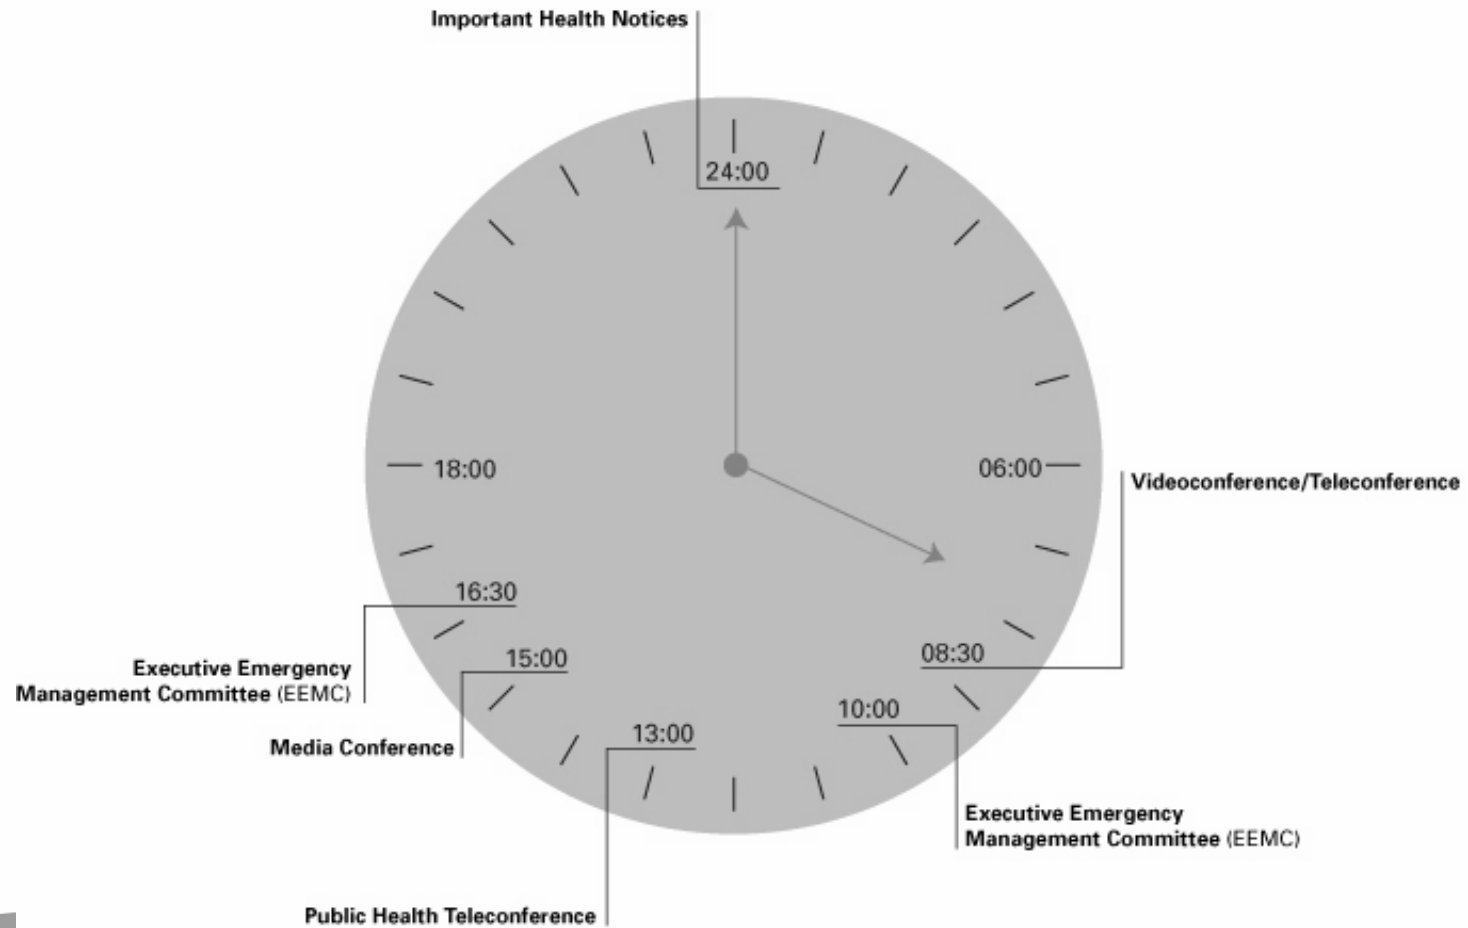 Important Health Notices
24:00
18:00
06:00
Videoconference/Teleconference
16:30
08:30
Executive Emergency
Management Committee (EEMC)
15:00
10:00
Media Conference
13:00
Executive Emergency
Management Committee (EEMC)
Public Health Teleconference